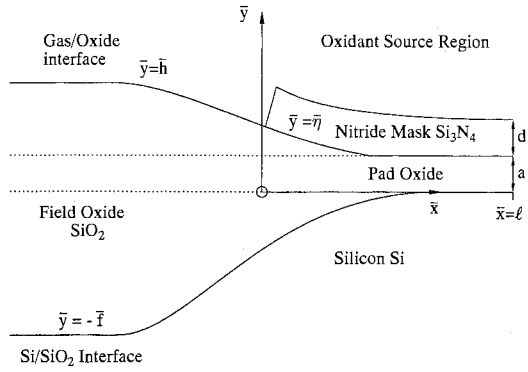 ȳ
Gas/Oxide
interface
ȳ=h̄
Oxidant Source Region
ȳ =η̄
Nitride Mask Si₃N₄
d
Pad Oxide
a
x̄
x̄=ℓ
Field Oxide
SiO₂
Silicon Si
ȳ = - f̄
Si/SiO₂ Interface